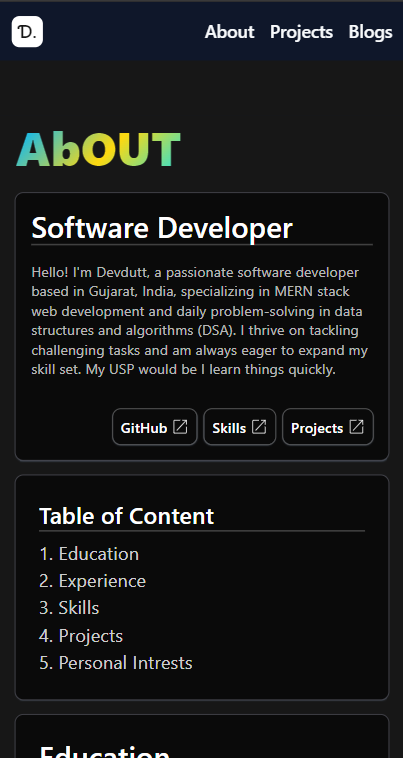 D.
About Projects Blogs
AbOUT
Software Developer
Hello! I'm Devdutt, a passionate software developer
based in Gujarat, India, specializing in MERN stack
web development and daily problem-solving in data
structures and algorithms (DSA). I thrive on tackling
challenging tasks and am always eager to expand my
skill set. My USP would be I learn things quickly.
GitHub Skills Projects
Table of Content
1. Education
2. Experience
3. Skills
4. Projects
5. Personal Intrests
Education